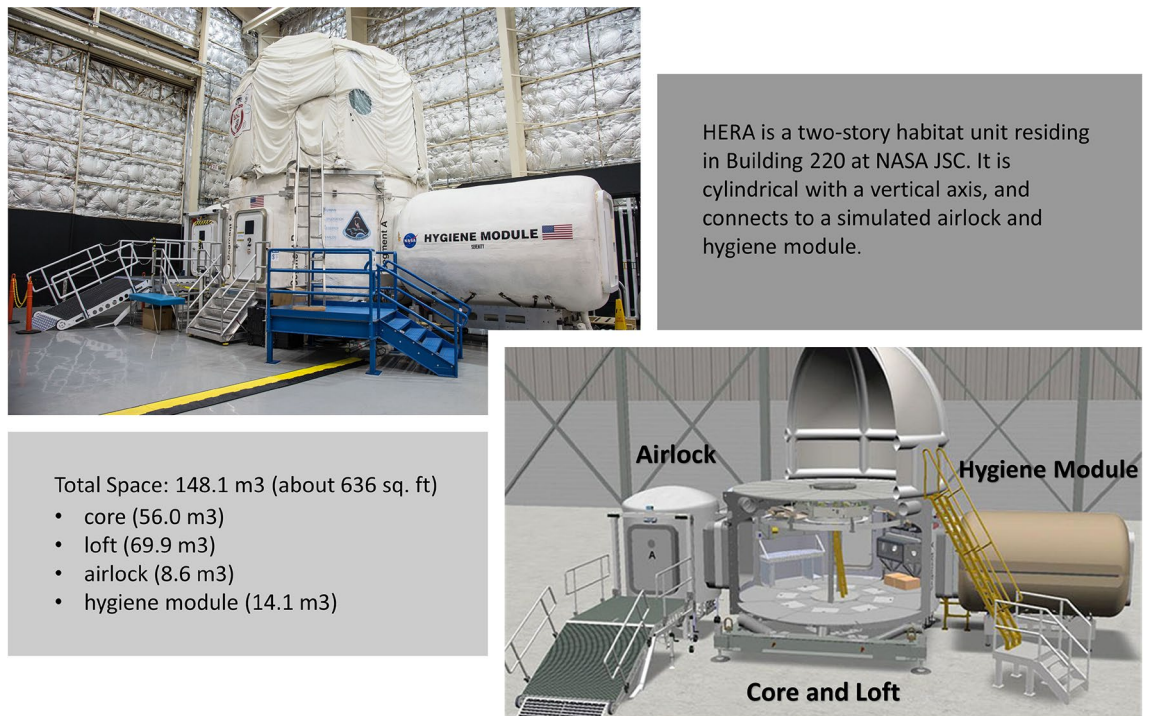 HYGIENE MODULE
HERA is a two-story habitat unit residing
in Building 220 at NASA JSC. It is
cylindrical with a vertical axis, and
connects to a simulated airlock and
hygiene module.
Total Space: 148.1 m3 (about 636 sq. ft)
• core (56.0 m3)
• loft (69.9 m3)
• airlock (8.6 m3)
• hygiene module (14.1 m3)
Airlock
Hygiene Module
A
Core and Loft